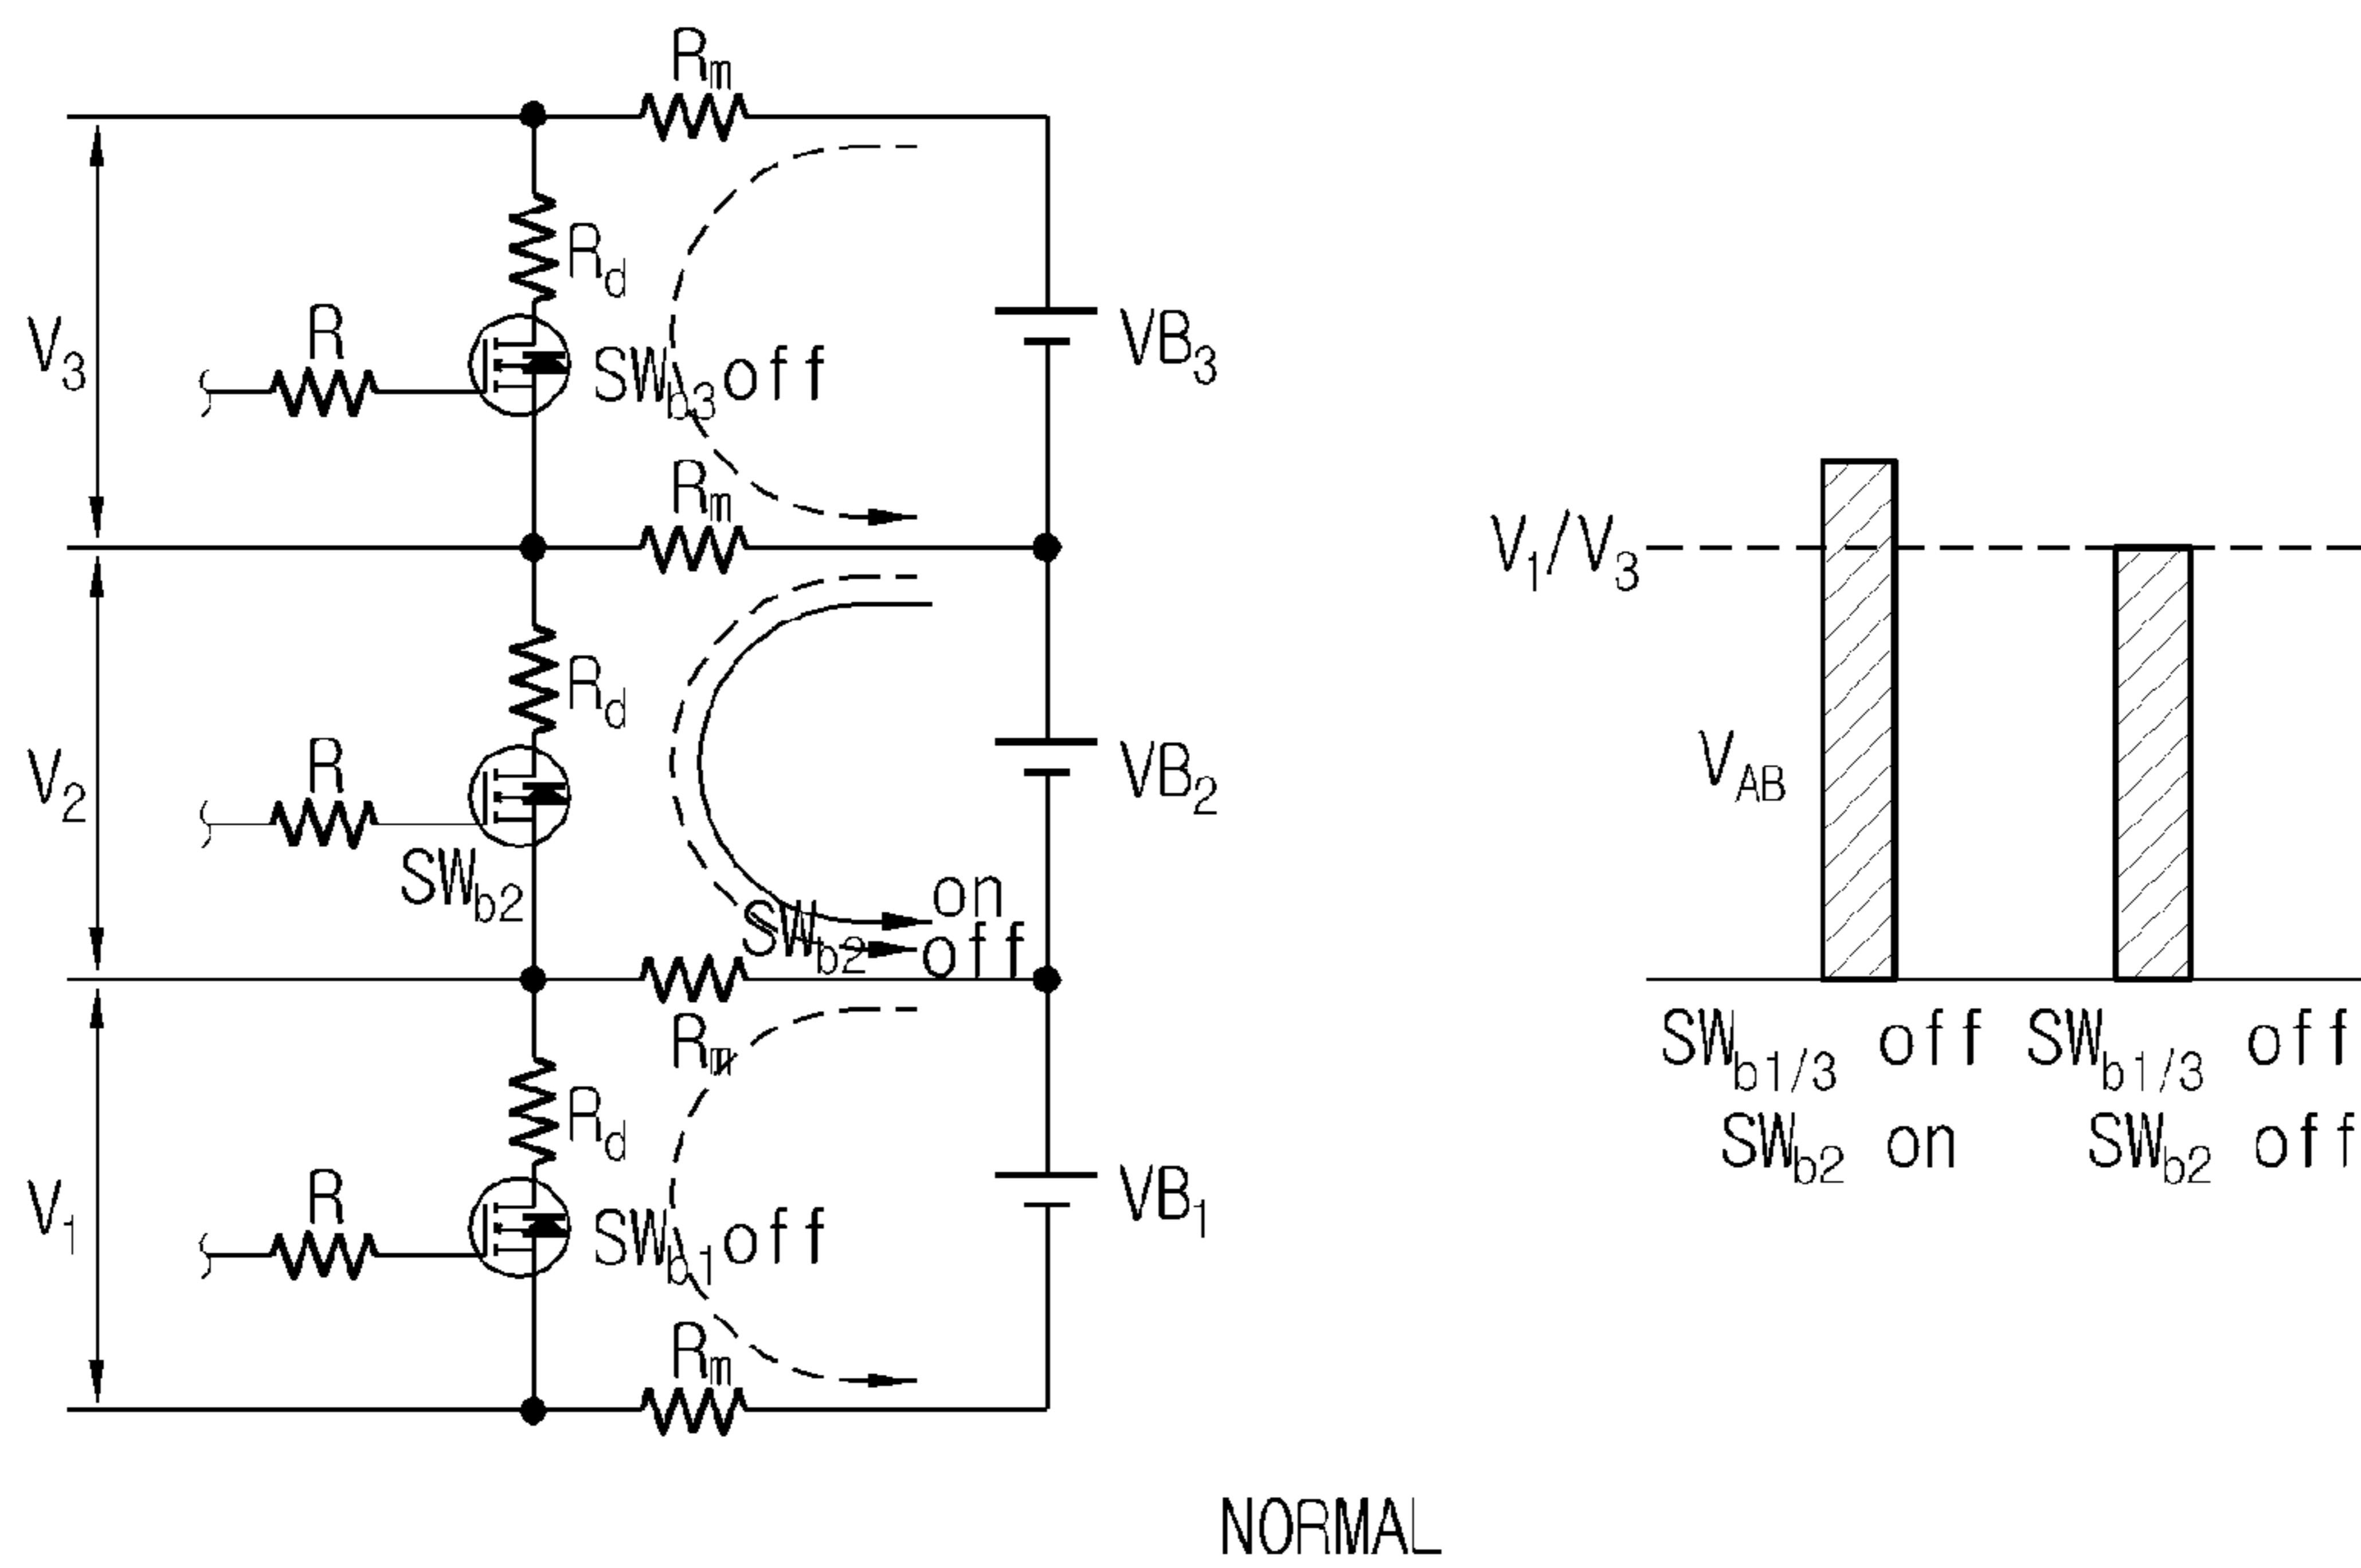 Rm
Rd
V3
R
SWb3 off
VB3
Rm
Rd
V2
R
SWb2
VB2
on
SWb2 off
Rm
Rd
V1
R
SWb1 off
VB1
Rm
V1/V3
VAB
SWb1/3 off SWb1/3 off
SWb2 on SWb2 off
NORMAL